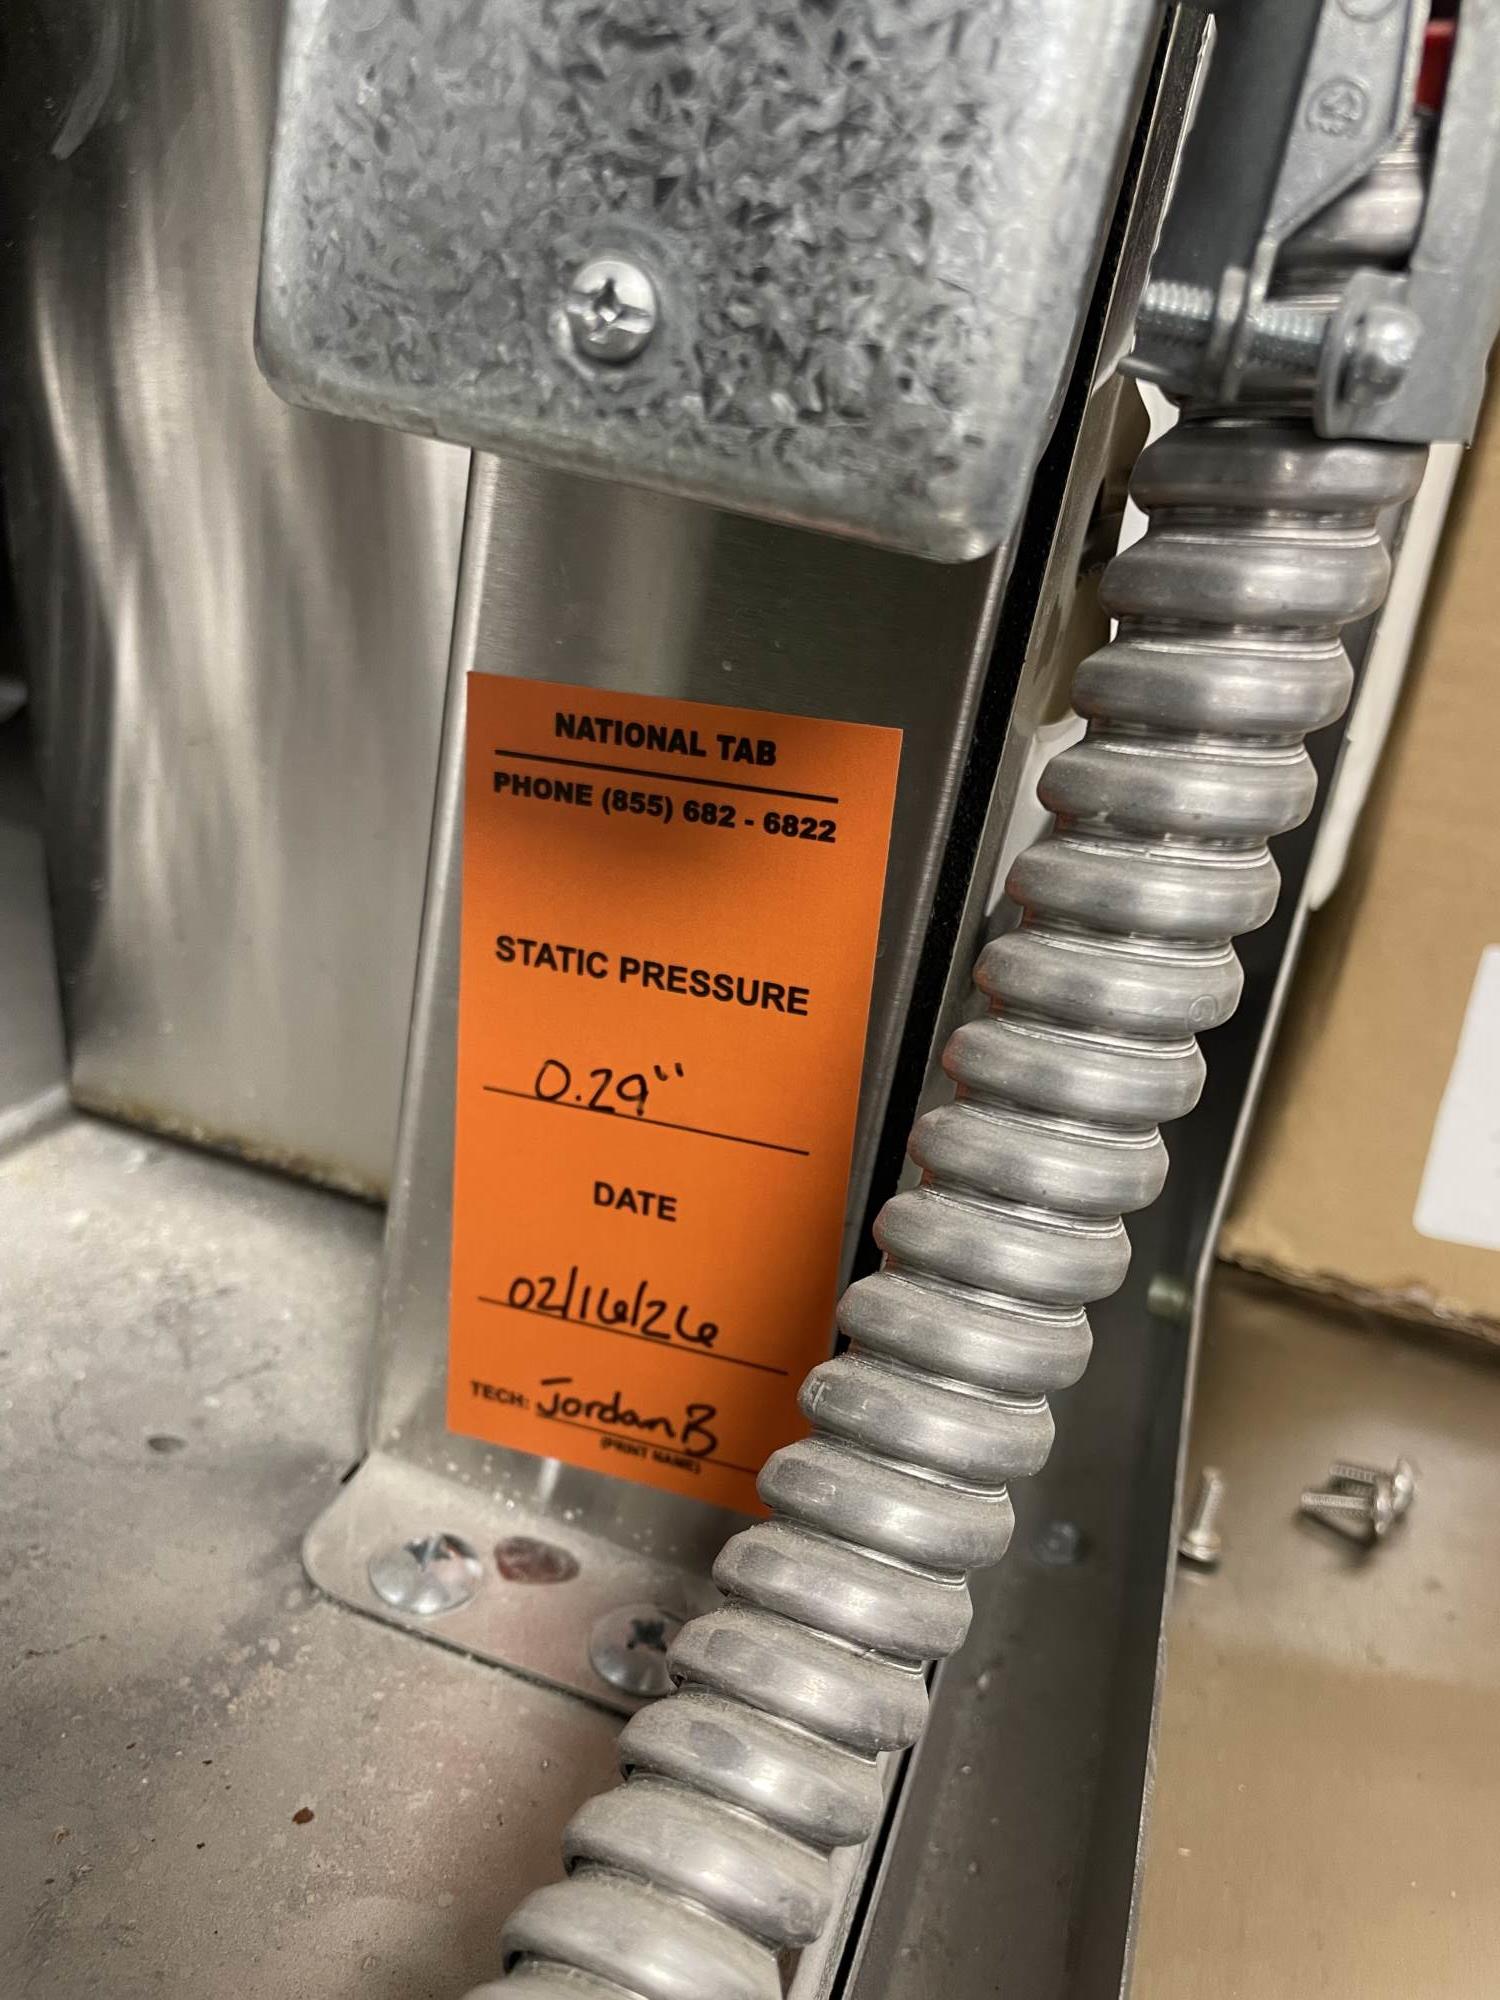 NATIONAL TAB
PHONE (855) 682 - 6822
STATIC PRESSURE
0.29"
DATE
02/16/26
TECH: Jordan B
(PRINT NAME)